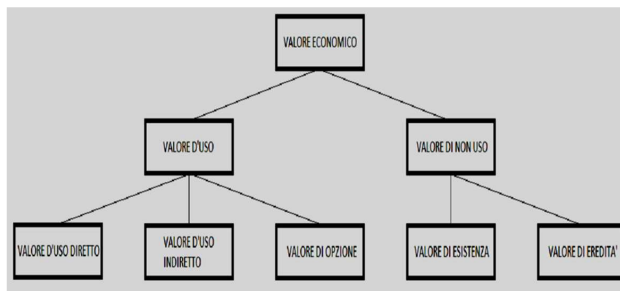 VALORE ECONOMICO
VALORE D'USO
VALORE DI NON USO
VALORE D'USO DIRETTO
VALORE D'USO
INDIRETTO
VALORE DI OPZIONE
VALORE DI ESISTENZA
VALORE DI EREDITA'